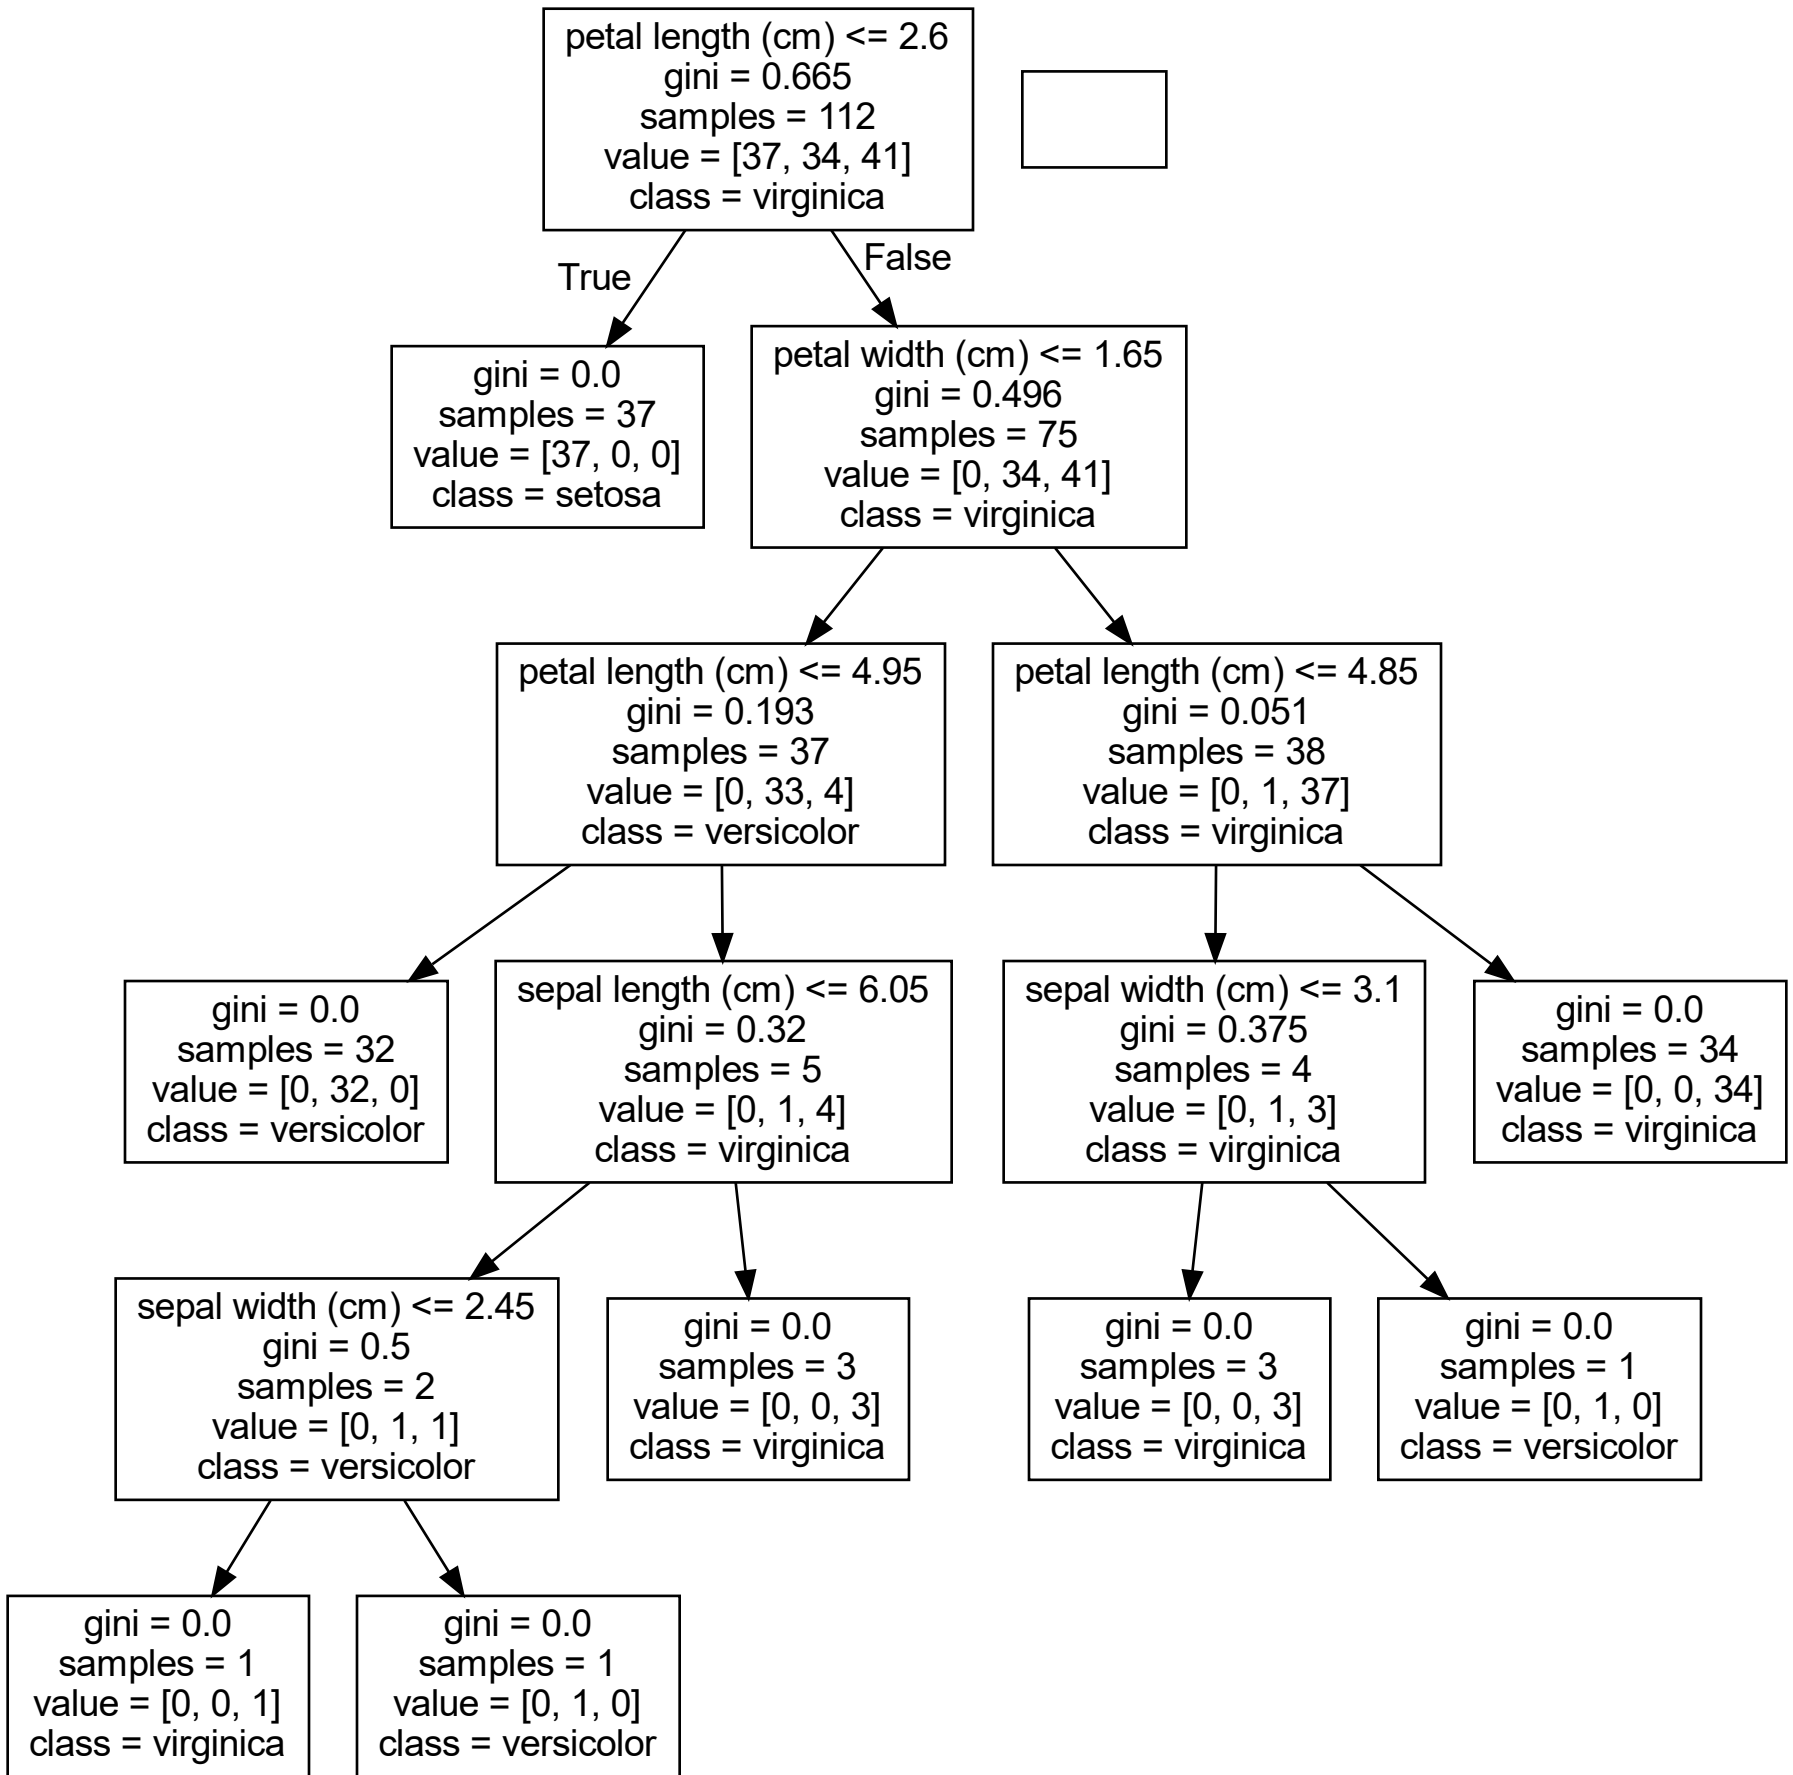 petal length (cm) <= 2.6
gini = 0.665
samples = 112
value = [37, 34, 41]
class = virginica
True
False
gini = 0.0
samples = 37
value = [37, 0, 0]
class = setosa
petal width (cm) <= 1.65
gini = 0.496
samples = 75
value = [0, 34, 41]
class = virginica
petal length (cm) <= 4.95
gini = 0.193
samples = 37
value = [0, 33, 4]
class = versicolor
petal length (cm) <= 4.85
gini = 0.051
samples = 38
value = [0, 1, 37]
class = virginica
gini = 0.0
samples = 32
value = [0, 32, 0]
class = versicolor
sepal length (cm) <= 6.05
gini = 0.32
samples = 5
value = [0, 1, 4]
class = virginica
sepal width (cm) <= 3.1
gini = 0.375
samples = 4
value = [0, 1, 3]
class = virginica
gini = 0.0
samples = 34
value = [0, 0, 34]
class = virginica
sepal width (cm) <= 2.45
gini = 0.5
samples = 2
value = [0, 1, 1]
class = versicolor
gini = 0.0
samples = 3
value = [0, 0, 3]
class = virginica
gini = 0.0
samples = 3
value = [0, 0, 3]
class = virginica
gini = 0.0
samples = 1
value = [0, 1, 0]
class = versicolor
gini = 0.0
samples = 1
value = [0, 0, 1]
class = virginica
gini = 0.0
samples = 1
value = [0, 1, 0]
class = versicolor